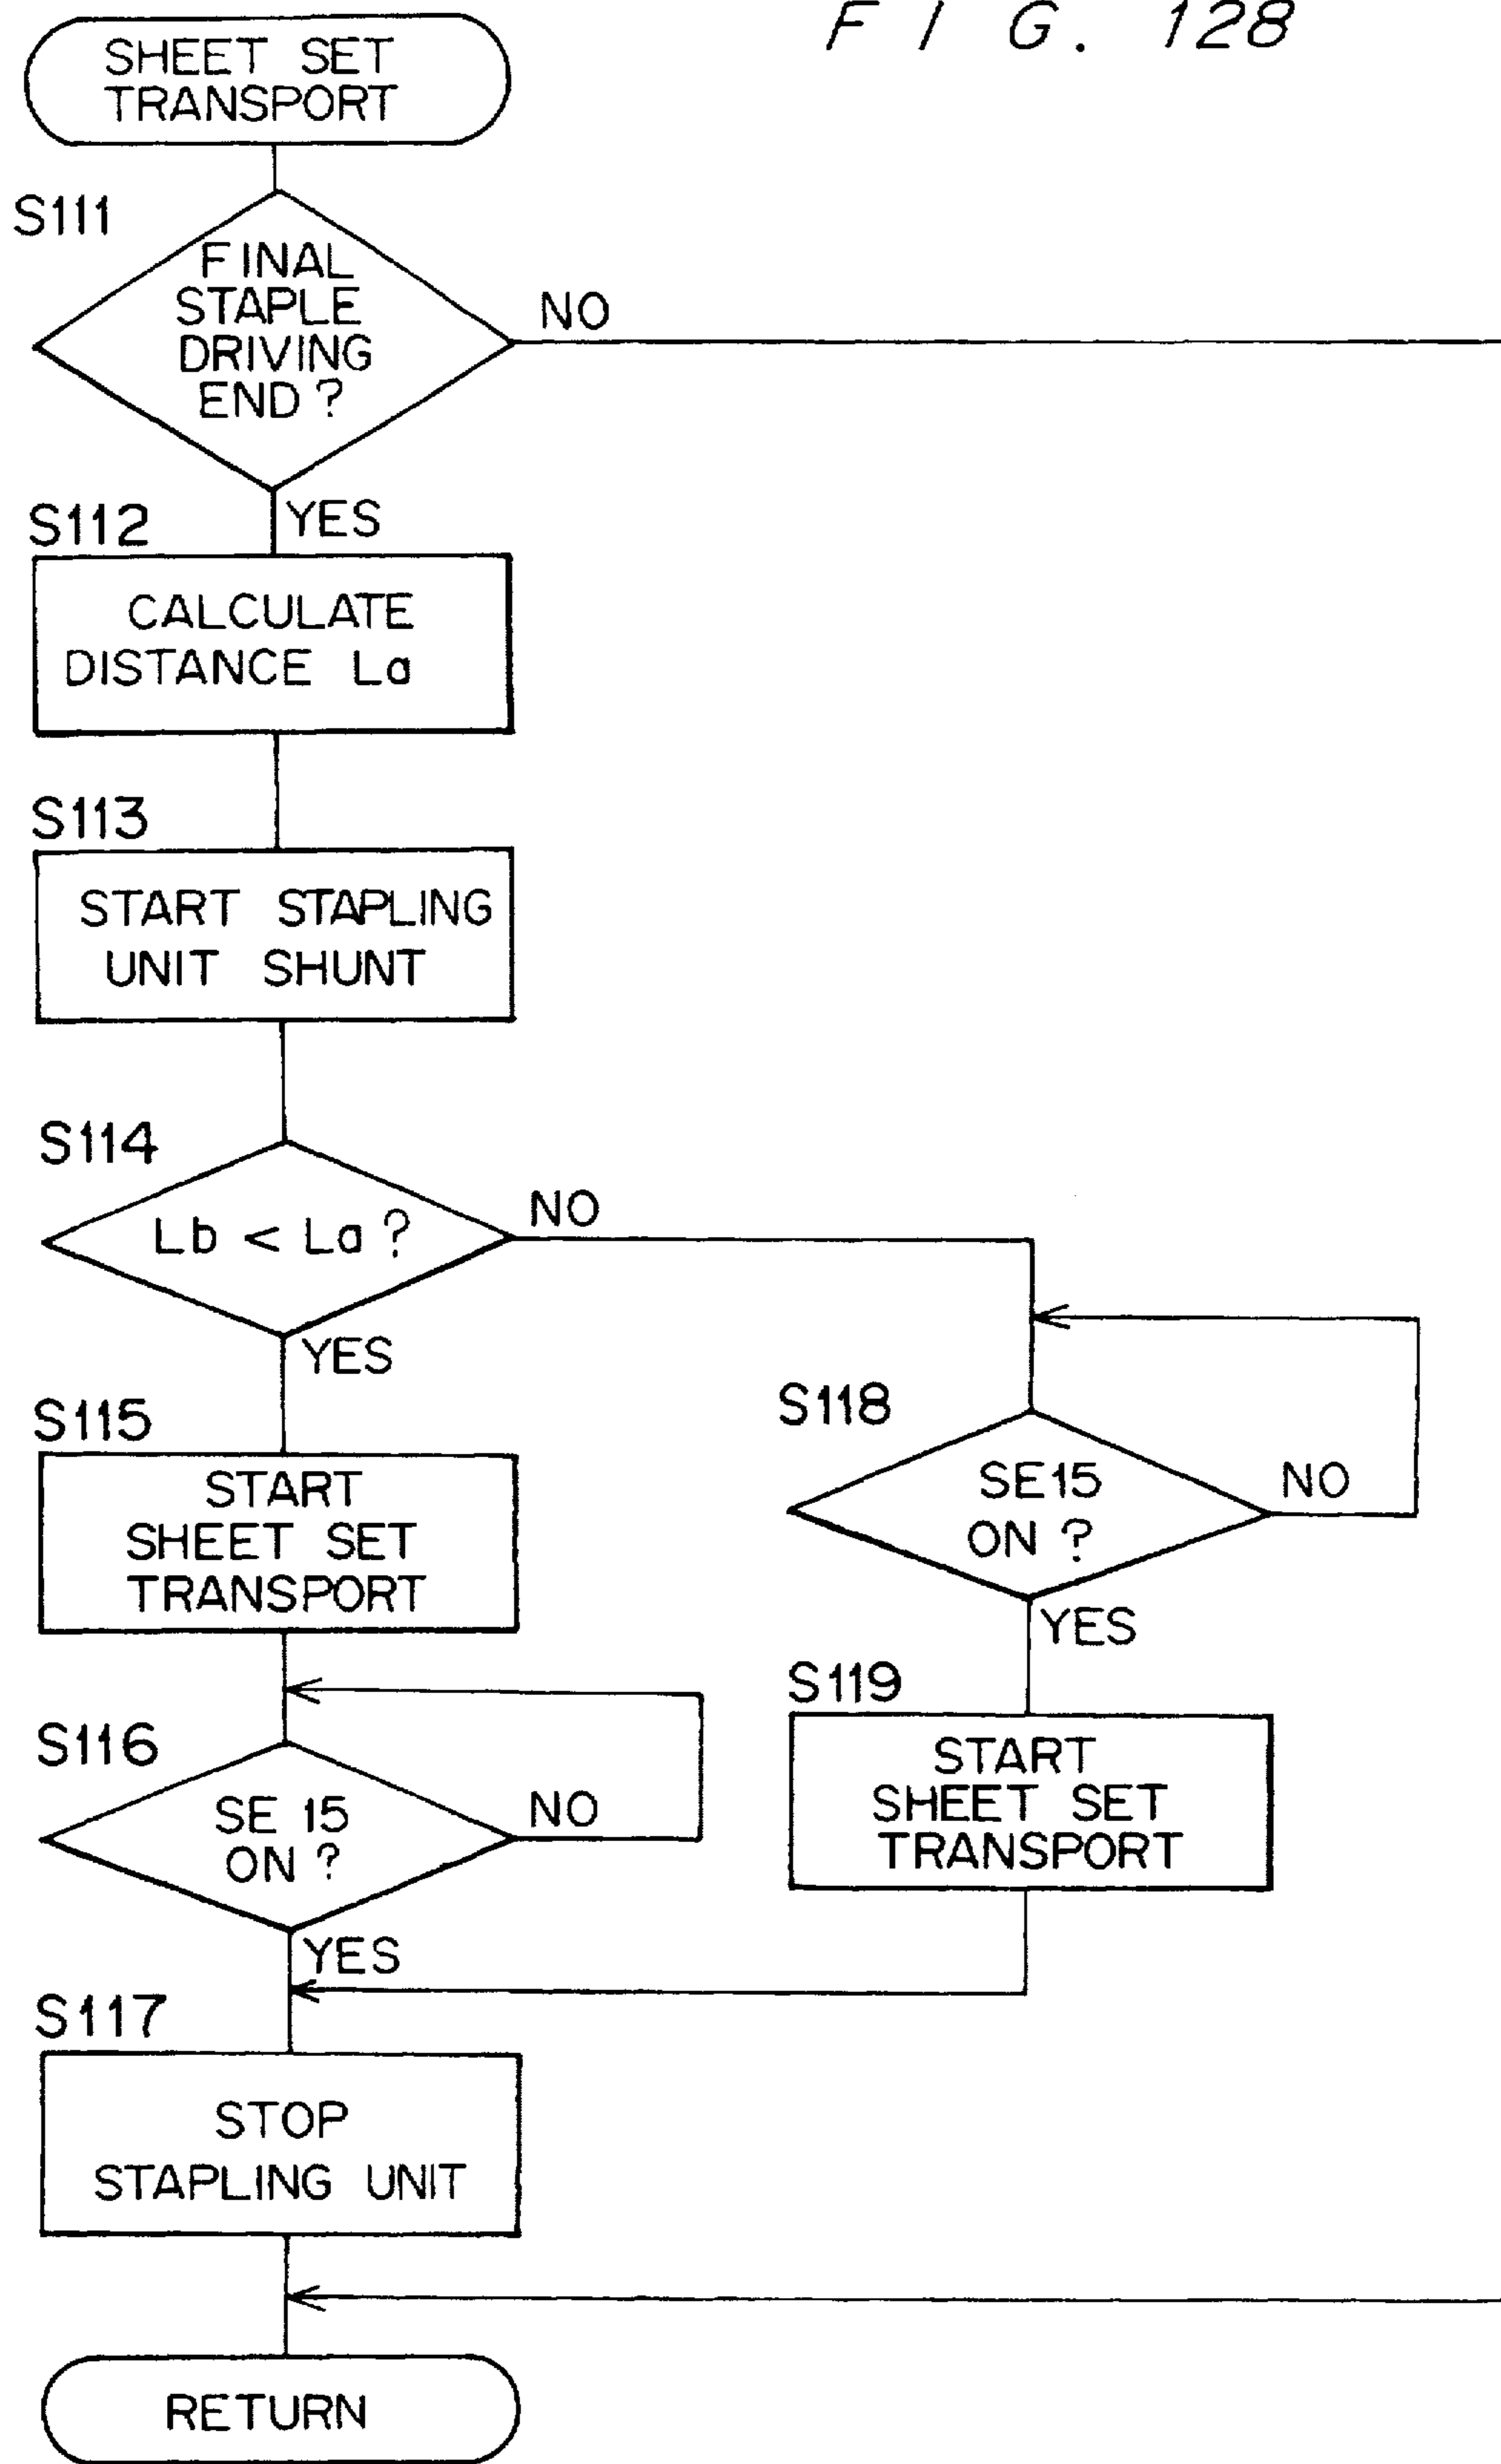 FIG. 128
SHEET SET
TRANSPORT
S111
FINAL
STAPLE
DRIVING
END?
NO
YES
S112
CALCULATE
DISTANCE La
S113
START STAPLING
UNIT SHUNT
S114
Lb < La?
NO
YES
S115
START
SHEET SET
TRANSPORT
S116
SE 15
ON?
NO
YES
S117
STOP
STAPLING UNIT
S118
SE15
ON?
NO
YES
S119
START
SHEET SET
TRANSPORT
RETURN